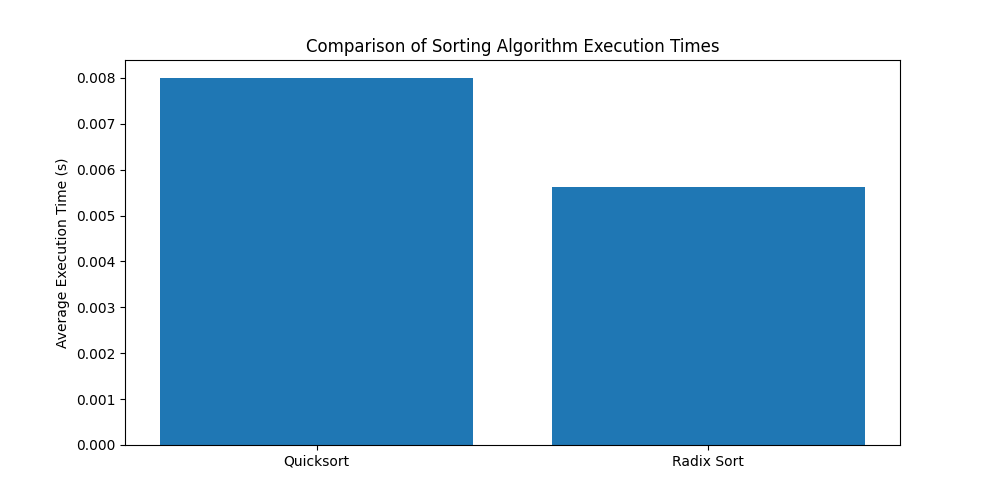 Comparison of Sorting Algorithm Execution Times
Average Execution Time (s)
0.008
0.007
0.006
0.005
0.004
0.003
0.002
0.001
0.000
Quicksort
Radix Sort